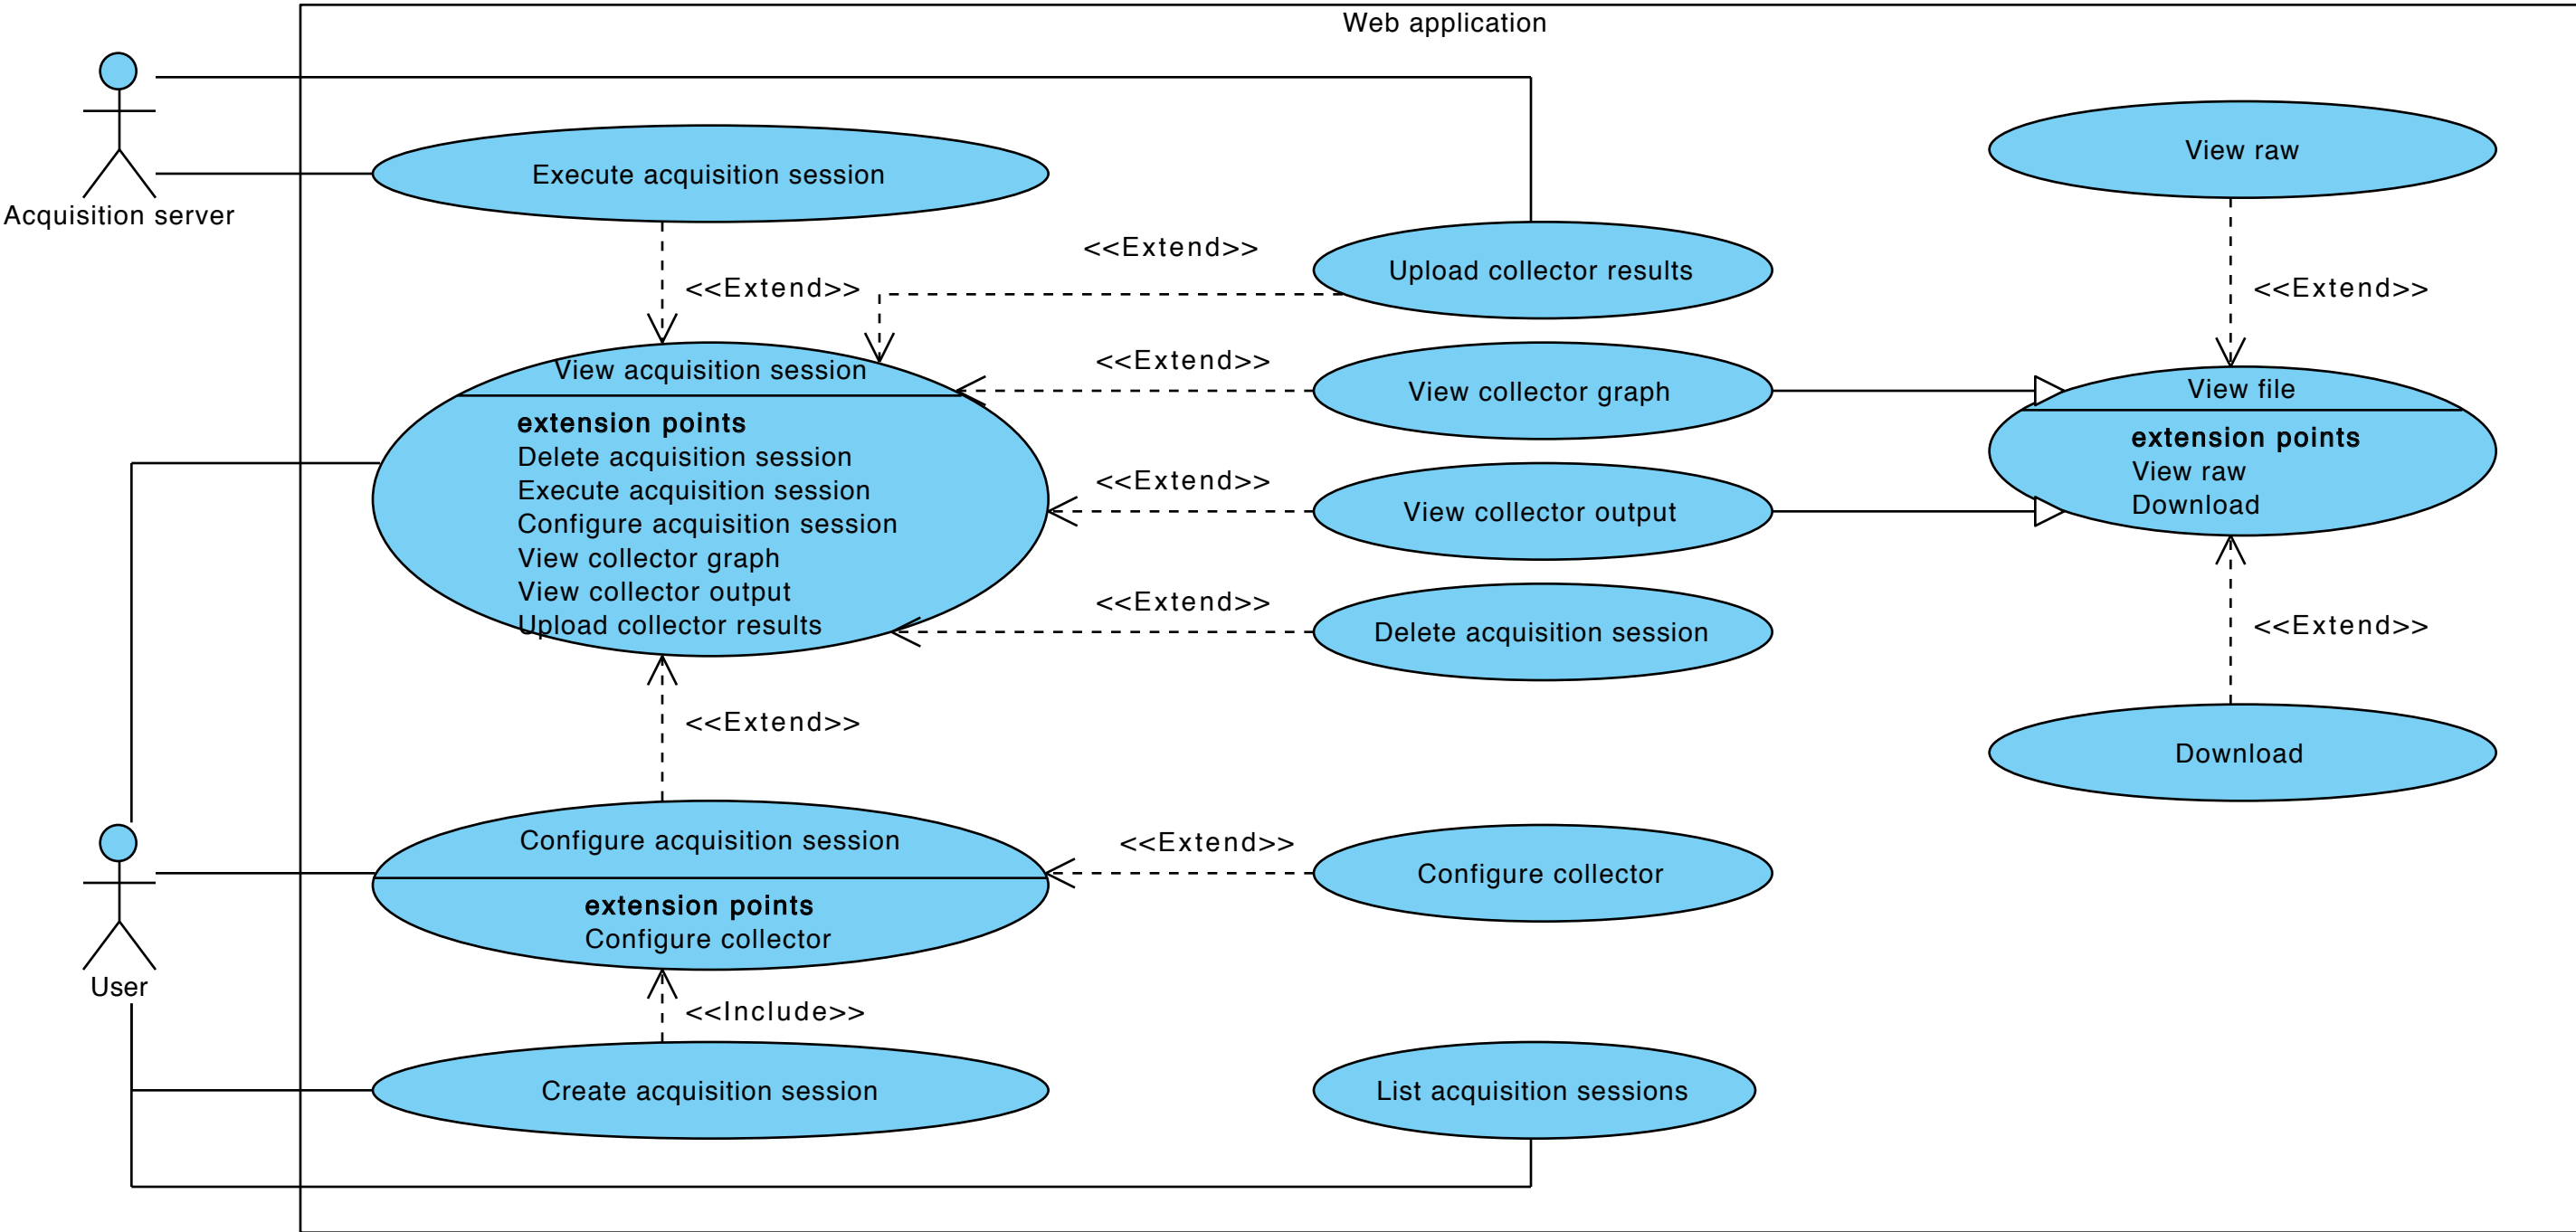 Web application
Acquisition server
Execute acquisition session
<<Extend>>
<<Extend>>
Upload collector results
View raw
<<Extend>>
View acquisition session
extension points
Delete acquisition session
Execute acquisition session
Configure acquisition session
View collector graph
View collector output
Upload collector results
<<Extend>>
View collector graph
<<Extend>>
View collector output
<<Extend>>
Delete acquisition session
View file
extension points
View raw
Download
<<Extend>>
Download
<<Extend>>
User
Configure acquisition session
extension points
Configure collector
<<Extend>>
Configure collector
<<Include>>
Create acquisition session
List acquisition sessions